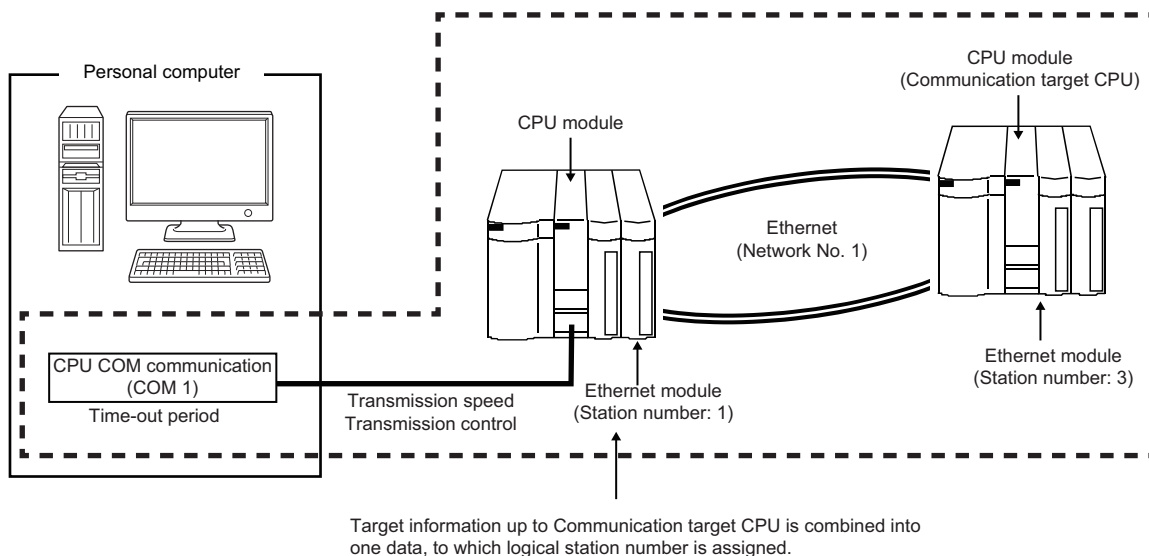 Personal computer
CPU module
(Communication target CPU)
CPU module
Ethernet
(Network No. 1)
CPU COM communication
(COM 1)
Time-out period
Transmission speed
Transmission control
Ethernet module
(Station number: 1)
Ethernet module
(Station number: 3)
Target information up to Communication target CPU is combined into
one data, to which logical station number is assigned.